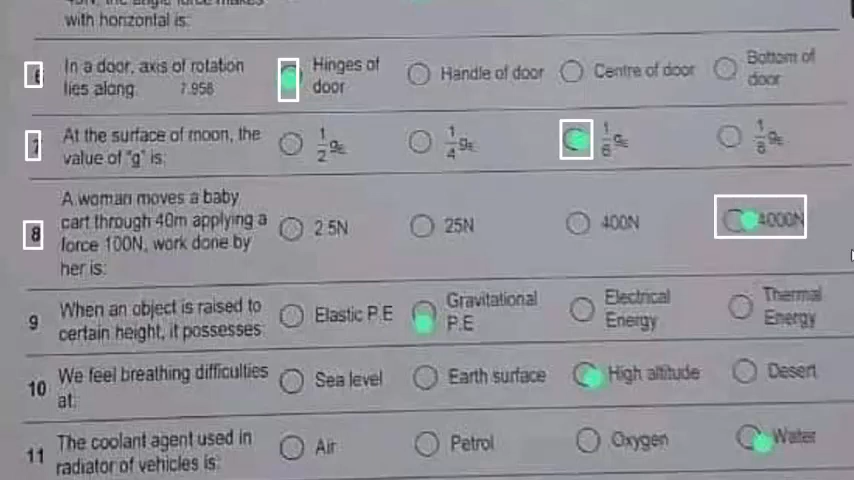 with horizontal is:
6 In a door, axis of rotation lies along. 7.958
Hinges of door
Handle of door
Centre of door
Bottom of door
7 At the surface of moon, the value of "g" is:
1/2 gE
1/4 gE
1/6 gE
1/8 gE
8 A woman moves a baby cart through 40m applying a force 100N, work done by her is:
2.5N
25N
400N
4000N
9 When an object is raised to certain height, it possesses
Elastic P.E
Gravitational P.E
Electrical Energy
Thermal Energy
10 We feel breathing difficulties at:
Sea level
Earth surface
High altitude
Desert
11 The coolant agent used in radiator of vehicles is:
Air
Petrol
Oxygen
Water